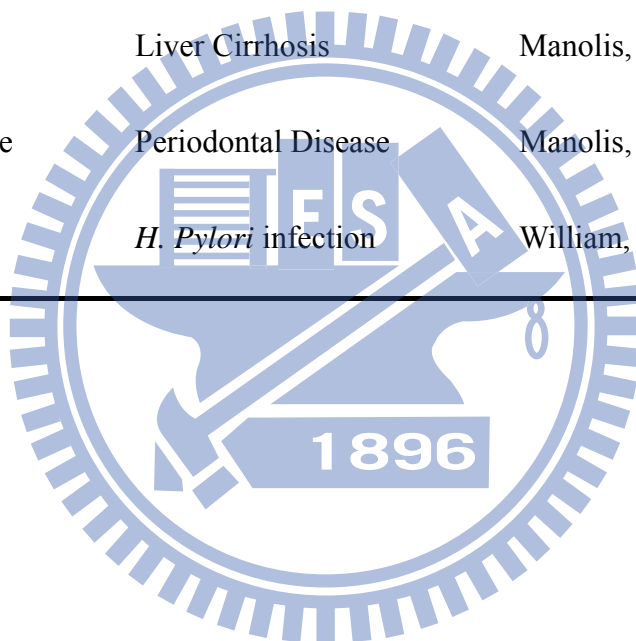 Liver Cirrhosis Manolis,
e Periodontal Disease Manolis,
E S A
H. Pylori infection William,
1896